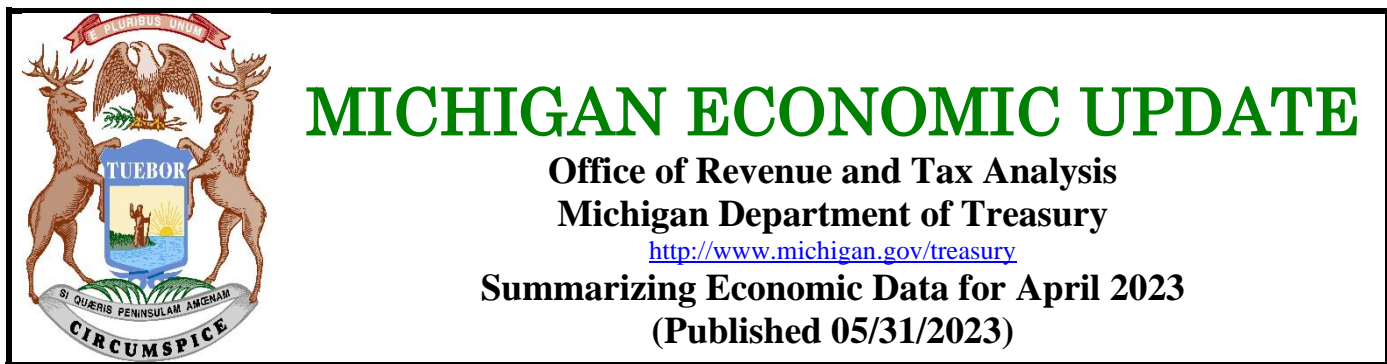 E PLURIBUS UNUM
TUEBOR
SI QUÆRIS PENINSULAM AMŒNAM
CIRCUMSPICE
MICHIGAN ECONOMIC UPDATE
Office of Revenue and Tax Analysis
Michigan Department of Treasury
http://www.michigan.gov/treasury
Summarizing Economic Data for April 2023
(Published 05/31/2023)